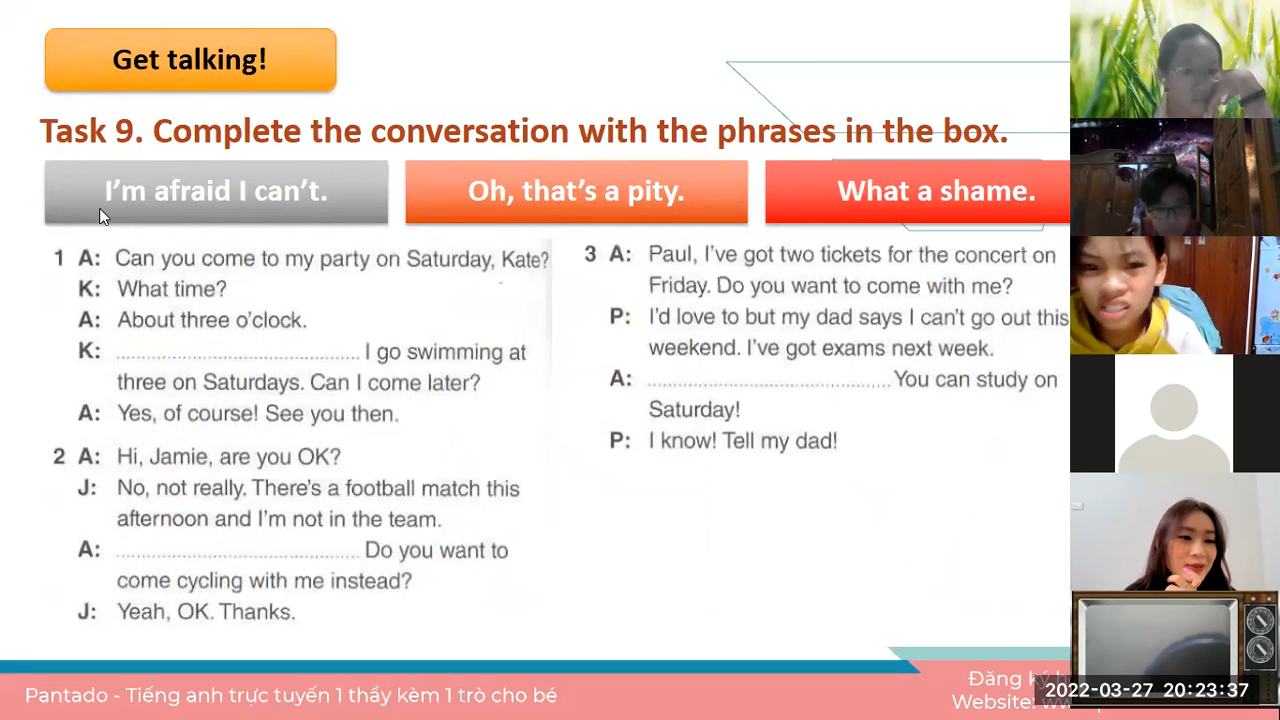 Get talking!
Task 9. Complete the conversation with the phrases in the box.
I'm afraid I can't.
Oh, that's a pity.
What a shame.
1 A: Can you come to my party on Saturday, Kate?
K: What time?
A: About three o'clock.
K: ........................................ I go swimming at
three on Saturdays. Can I come later?
A: Yes, of course! See you then.
2 A: Hi, Jamie, are you OK?
J: No, not really. There's a football match this
afternoon and I'm not in the team.
A: ........................................ Do you want to
come cycling with me instead?
J: Yeah, OK. Thanks.
3 A: Paul, I've got two tickets for the concert on
Friday. Do you want to come with me?
P: I'd love to but my dad says I can't go out this
weekend. I've got exams next week.
A: ........................................ You can study on
Saturday!
P: I know! Tell my dad!
Pantado - Tiếng anh trực tuyến 1 thầy kèm 1 trò cho bé
Đăng ký
Website:
2022-03-27 20:23:37